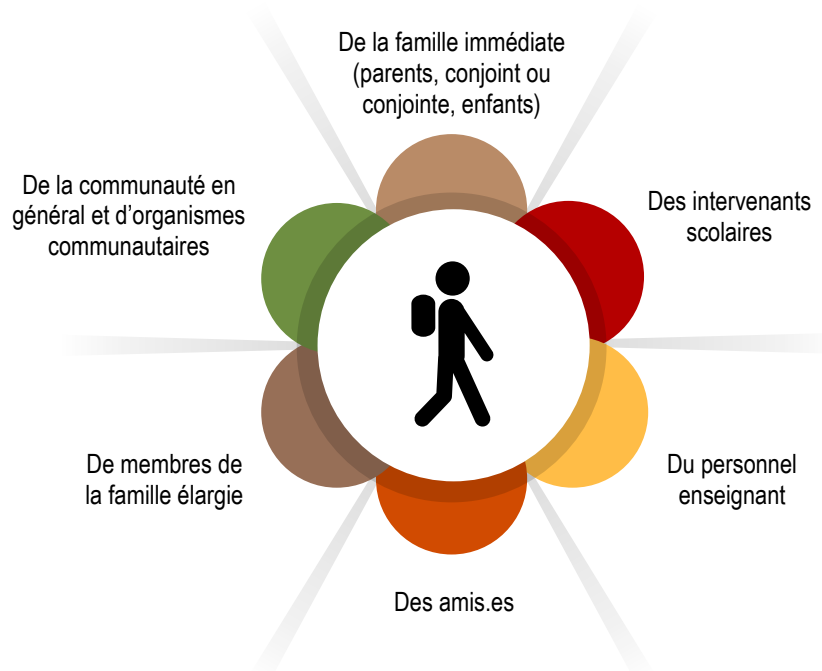 De la famille immédiate
(parents, conjoint ou
conjointe, enfants)
Des intervenants
scolaires
Du personnel
enseignant
Des amis.es
De membres de
la famille élargie
De la communauté en
général et d’organismes
communautaires